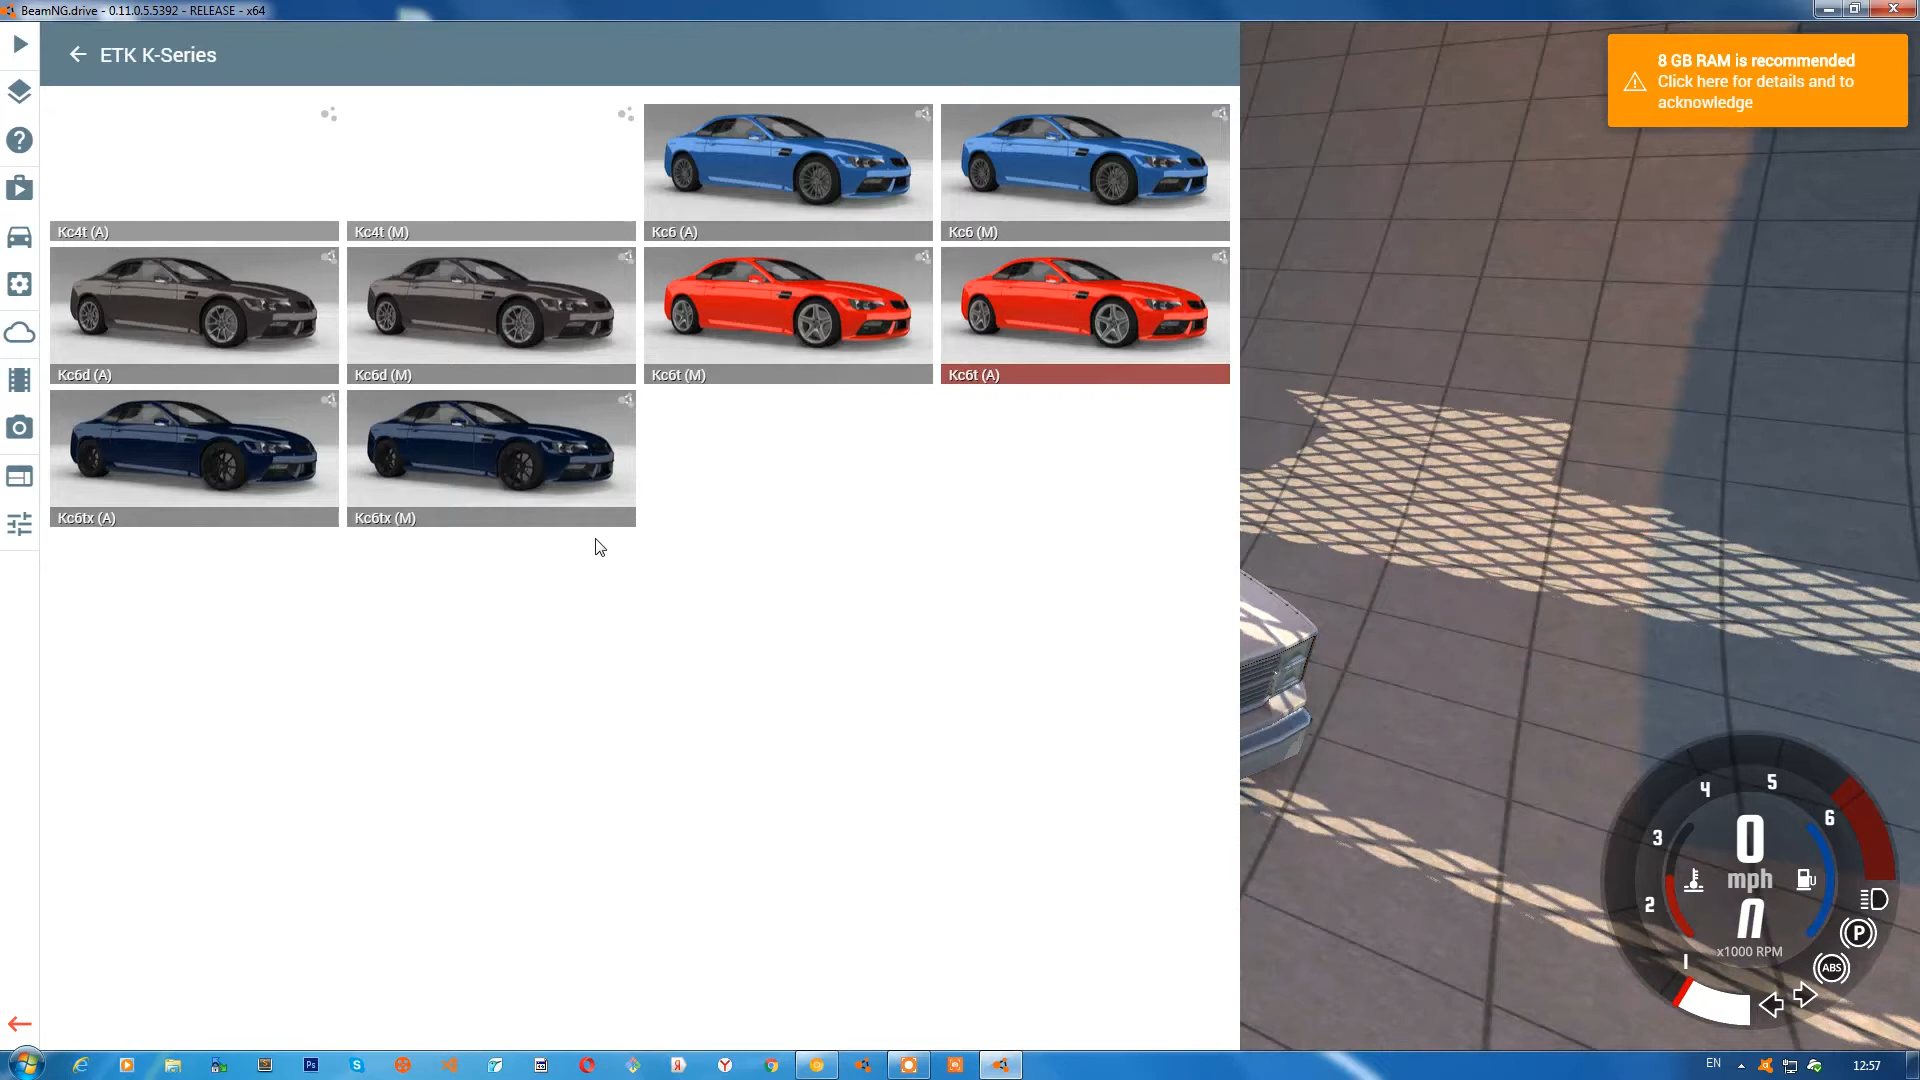 BeamNG.drive - 0.11.0.5.5392 - RELEASE - x64
ETK K-Series
8 GB RAM is recommended
Click here for details and to
acknowledge
Kc4t (A)
Kc4t (M)
Kc6 (A)
Kc6 (M)
Kc6d (A)
Kc6d (M)
Kc6t (M)
Kc6t (A)
Kc6tx (A)
Kc6tx (M)
1
2
3
4
5
6
0
mph
n
x1000 RPM
P
ABS
Ps
EN
12:57